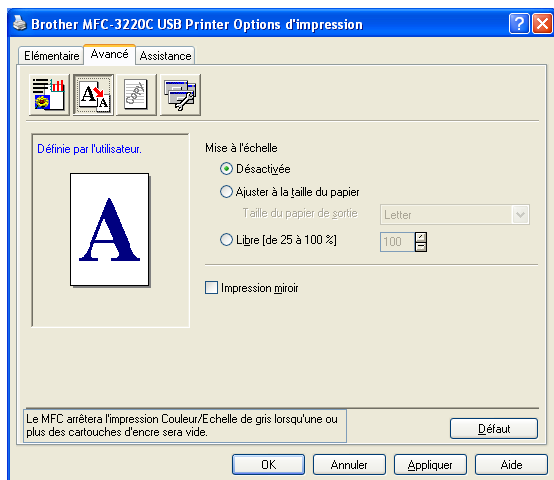 Brother MFC-3220C USB Printer Options d'impression
Elémentaire
Avancé
Assistance
Définie par l'utilisateur.
A
Mise à l'échelle
Désactivée
Ajuster à la taille du papier
Taille du papier de sortie
Letter
Libre [de 25 à 100 %]
100
Impression miroir
Le MFC arrêtera l'impression Couleur/Echelle de gris lorsqu'une ou
plus des cartouches d'encre sera vide.
Défaut
OK
Annuler
Appliquer
Aide